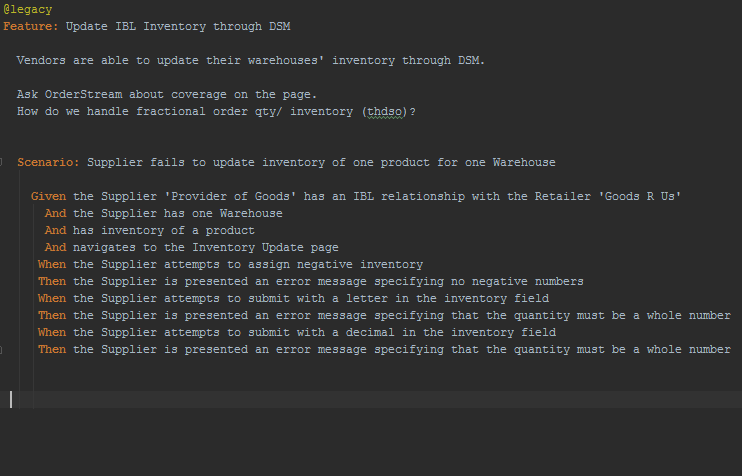 @legacy
Feature: Update IBL Inventory through DSM
Vendors are able to update their warehouses' inventory through DSM.
Ask OrderStream about coverage on the page.
How do we handle fractional order qty/ inventory (thdso)?
Scenario: Supplier fails to update inventory of one product for one Warehouse
Given the Supplier 'Provider of Goods' has an IBL relationship with the Retailer 'Goods R Us'
And the Supplier has one Warehouse
And has inventory of a product
And navigates to the Inventory Update page
When the Supplier attempts to assign negative inventory
Then the Supplier is presented an error message specifying no negative numbers
When the Supplier attempts to submit with a letter in the inventory field
Then the Supplier is presented an error message specifying that the quantity must be a whole number
When the Supplier attempts to submit with a decimal in the inventory field
Then the Supplier is presented an error message specifying that the quantity must be a whole number